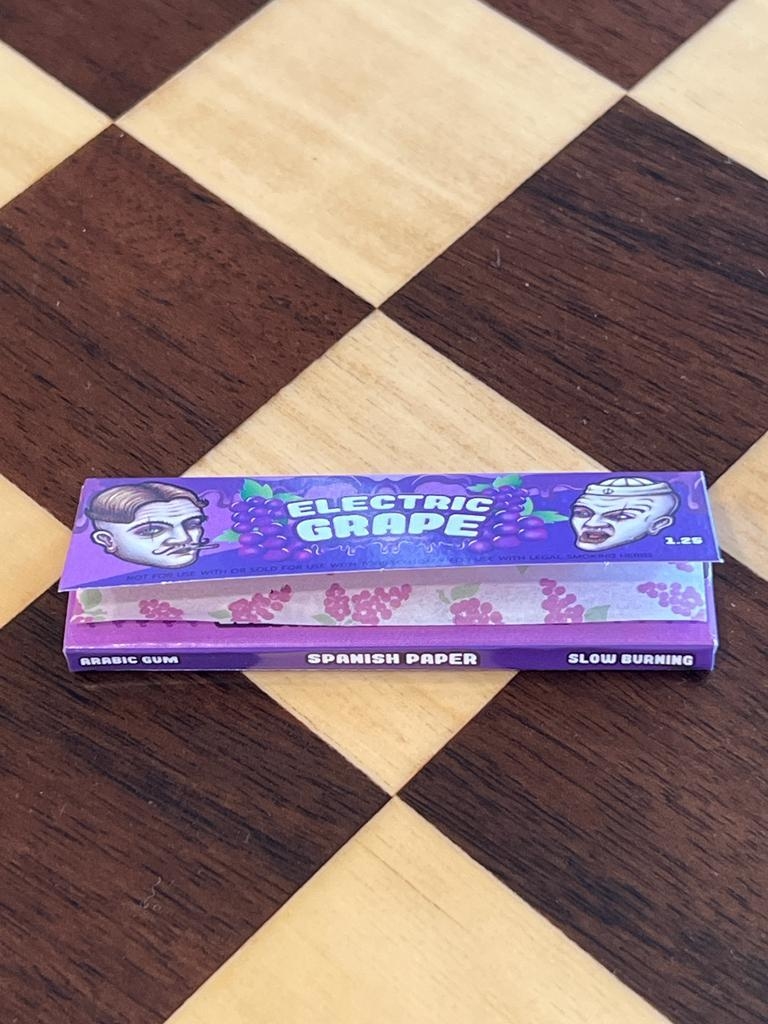 ELECTRIC
GRAPE
1.25
NOT FOR USE WITH OR SOLD FOR USE WITH USE WITH LEGAL SMOKING HERBS
ARABIC GUM
SPANISH PAPER
SLOW BURNING